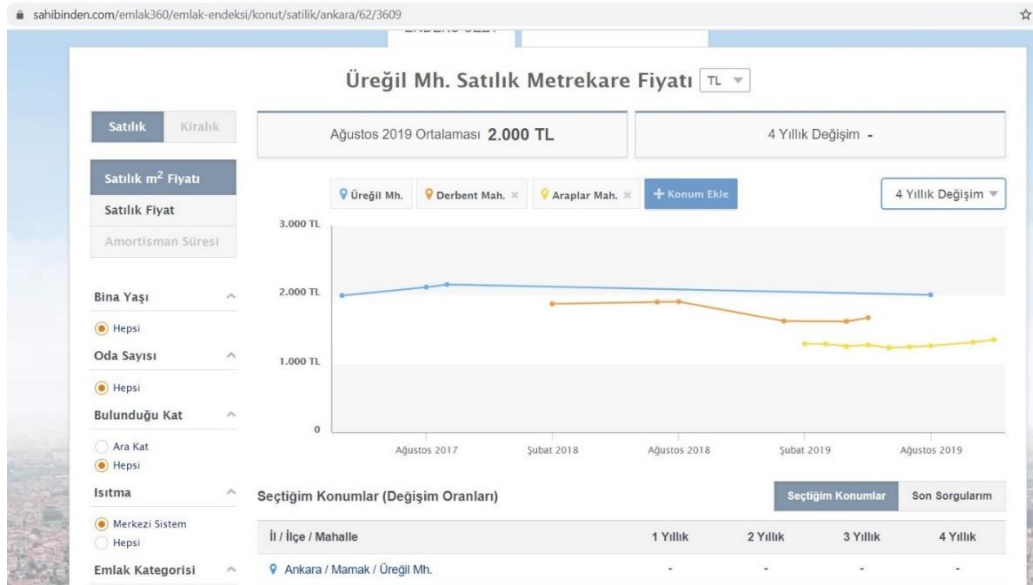 sahibinden.com/emlak360/emlak-endeksi/konut/satilik/ankara/62/3609
Üreğil Mh. Satılık Metrekare Fiyatı TL
Satılık Kiralık
Ağustos 2019 Ortalaması 2.000 TL
4 Yıllık Değişim -
Satılık m² Fiyatı
Satılık Fiyat
Amortisman Süresi
Üreğil Mh. Derbent Mah. × Araplar Mah. × + Konum Ekle
4 Yıllık Değişim
3.000 TL
2.000 TL
1.000 TL
0
Ağustos 2017 Şubat 2018 Ağustos 2018 Şubat 2019 Ağustos 2019
Bina Yaşı
Hepsi
Oda Sayısı
Hepsi
Bulunduğu Kat
Ara Kat
Hepsi
Isıtma
Merkezi Sistem
Hepsi
Emlak Kategorisi
Seçtiğim Konumlar (Değişim Oranları)
Seçtiğim Konumlar Son Sorgularım
İl / İlçe / Mahalle 1 Yıllık 2 Yıllık 3 Yıllık 4 Yıllık
Ankara / Mamak / Üreğil Mh. - - - -